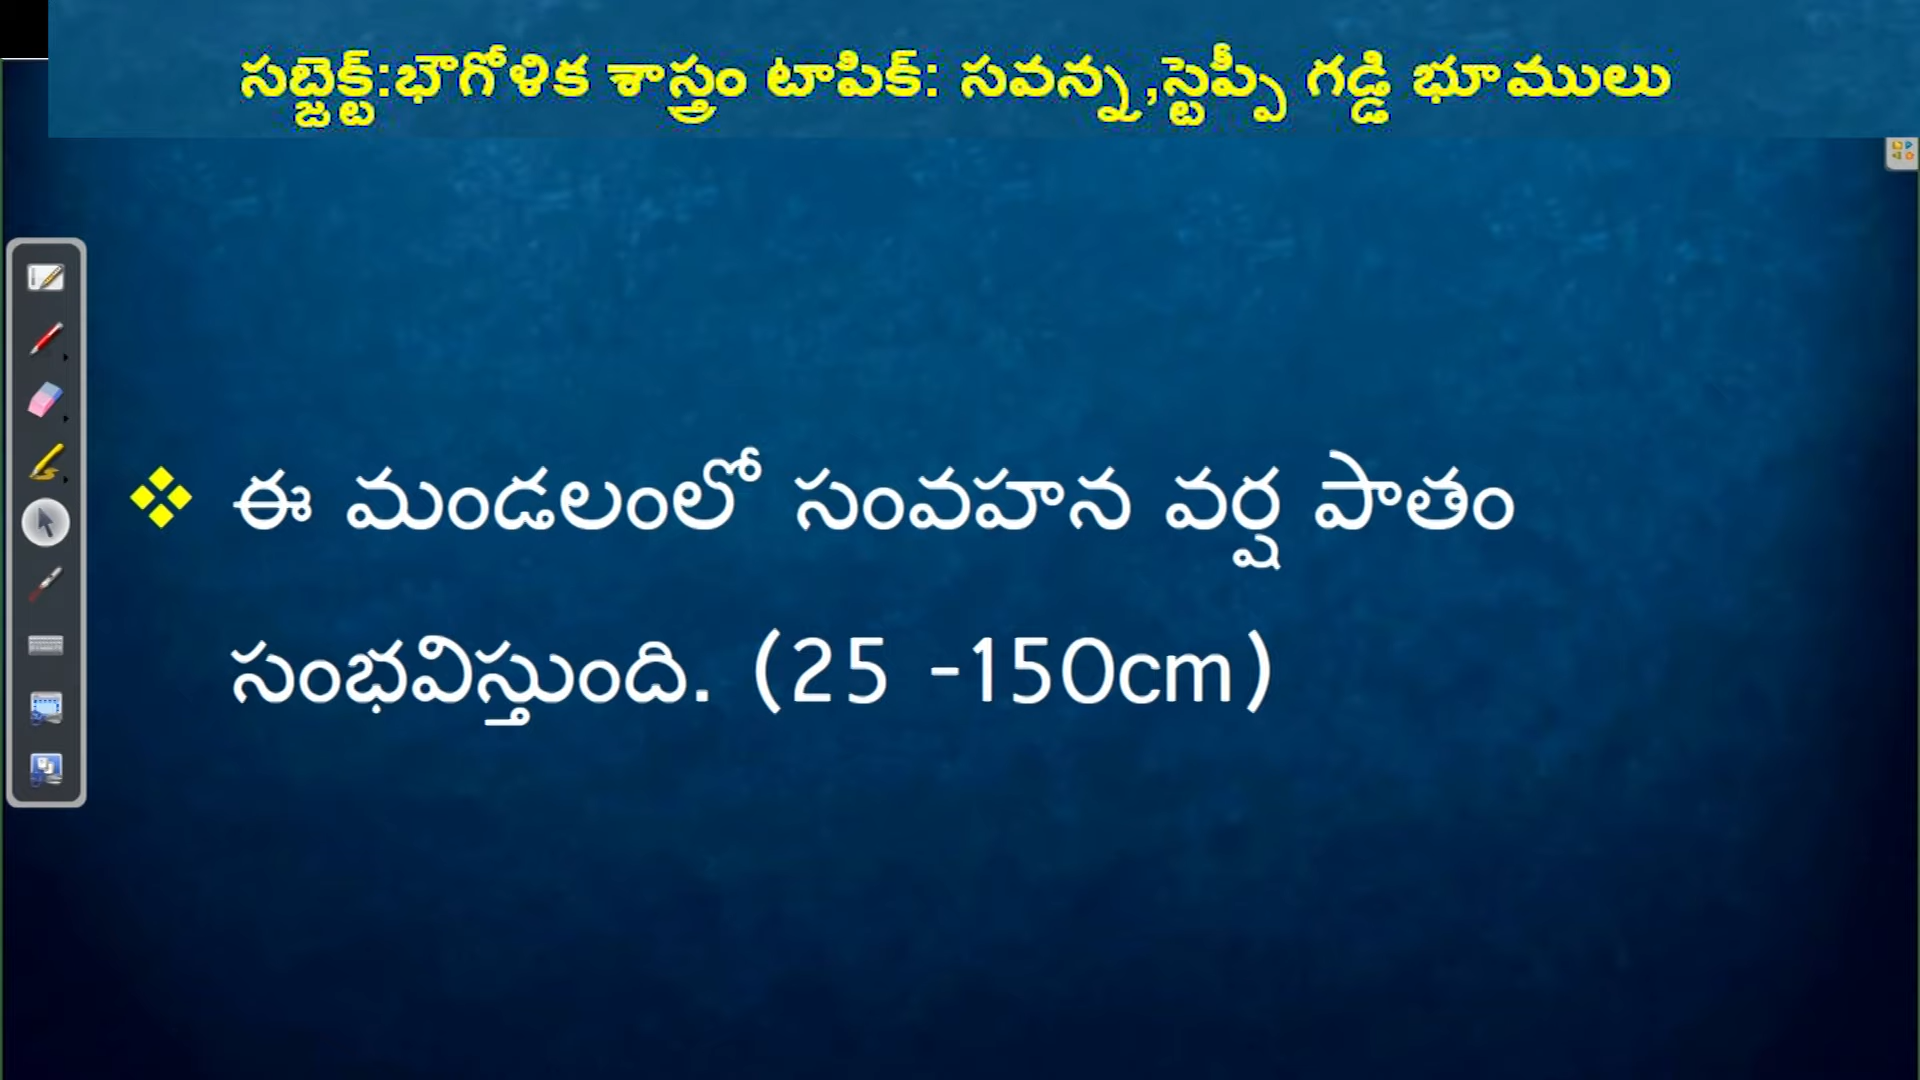 సబ్జెక్ట్:భౌగోళిక శాస్త్రం టాపిక్: సవన్న,స్టెప్పీ గడ్డి భూములు
ఈ మండలంలో సంవహన వర్ష పాతం
సంభవిస్తుంది. (25 -150cm)